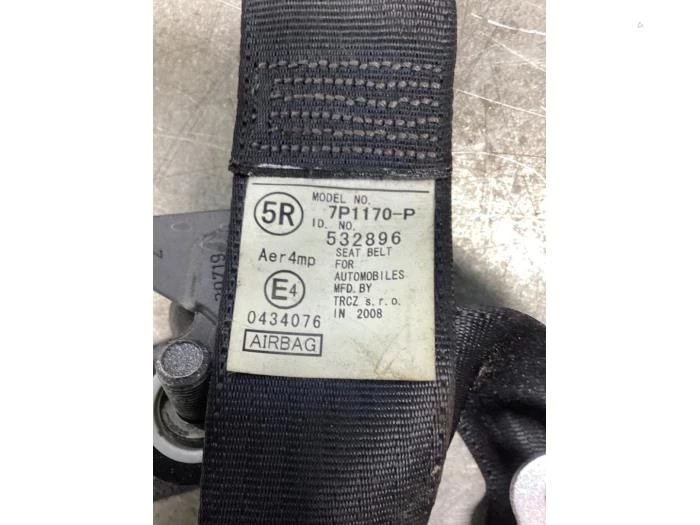 5R
MODEL NO.
7P1170-P
ID. NO.
532896
Aer4mp
SEAT BELT
FOR
AUTOMOBILES
MFD. BY
TRCZ s.r.o.
IN 2008
E4
0434076
AIRBAG
20719